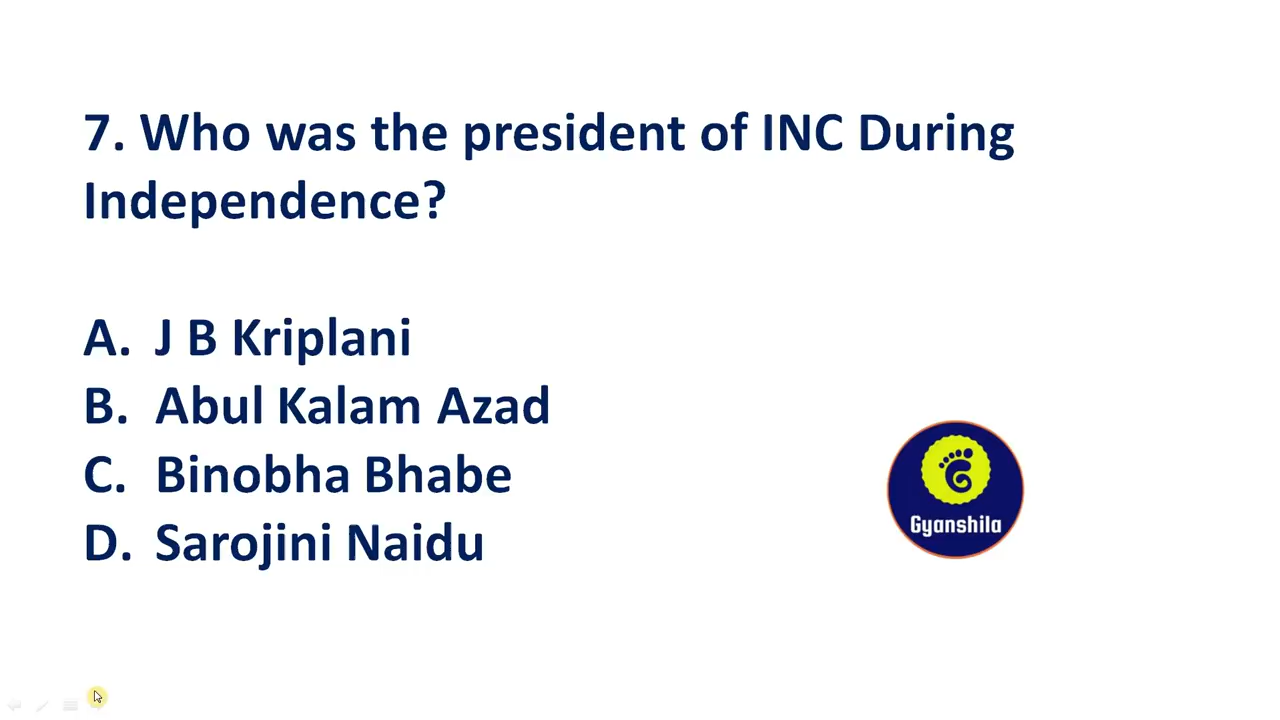 7. Who was the president of INC During
Independence?
A. J B Kriplani
B. Abul Kalam Azad
C. Binobha Bhabe
D. Sarojini Naidu
Gyanshila